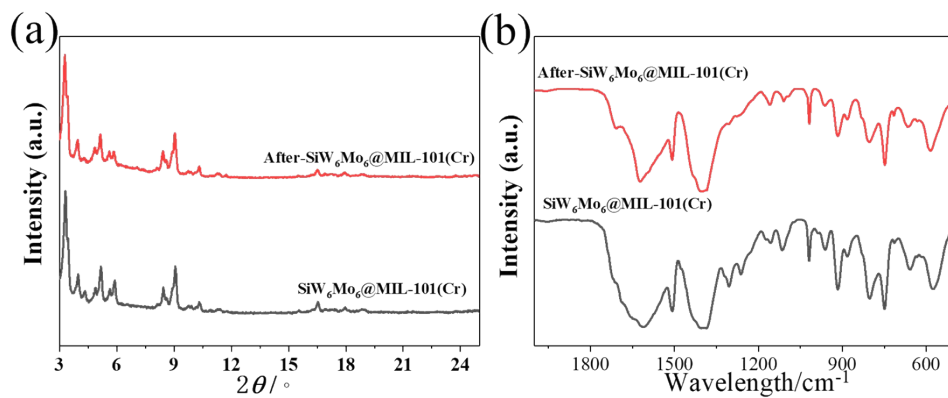 (a)
Intensity (a.u.)
After-SiW₆Mo₆@MIL-101(Cr)
SiW₆Mo₆@MIL-101(Cr)
3 6 9 12 15 18 21 24
2θ/°
(b)
Intensity (a.u.)
After-SiW₆Mo₆@MIL-101(Cr)
SiW₆Mo₆@MIL-101(Cr)
1800 1500 1200 900 600
Wavelength/cm⁻¹